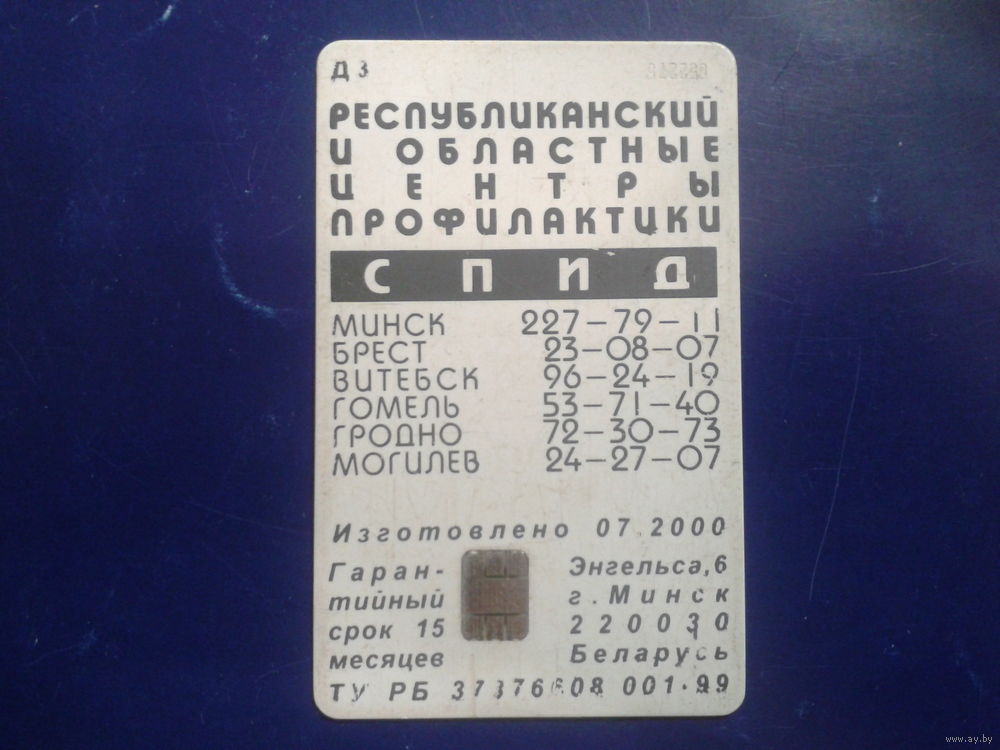 Д 3
РЕСПУБЛИКАНСКИЙ
И ОБЛАСТНЫЕ
ЦЕНТРЫ
ПРОФИЛАКТИКИ
СПИД
МИНСК 227-79-11
БРЕСТ 23-08-07
ВИТЕБСК 96-24-19
ГОМЕЛЬ 53-71-40
ГРОДНО 72-30-73
МОГИЛЕВ 24-27-07
Изготовлено 07.2000
Гаран-
тийный
срок 15
месяцев
Энгельса,6
г.Минск
220030
Беларусь
ТУ РБ 001.99
www.ay.by